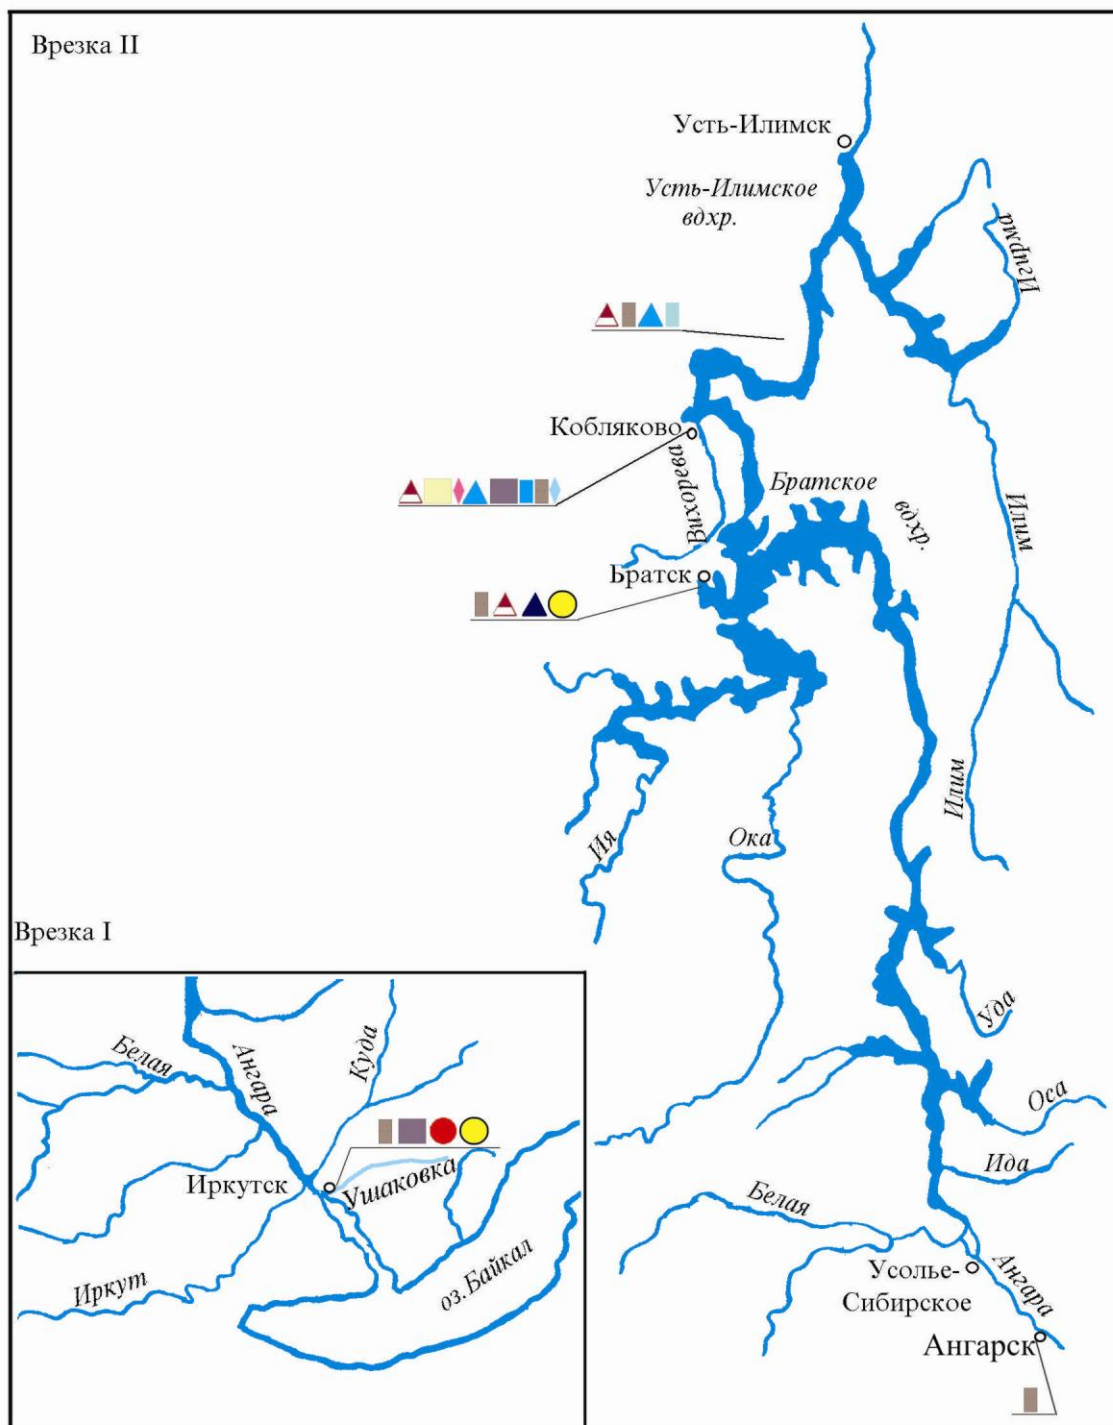 Врезка II
Усть-Илимск
Усть-Илимское
вдхр.
Игирма
Кобляково
Вихорева
Братское
вдхр.
Илим
Братск
Илим
Ия
Ока
Врезка I
Уда
Белая
Ангара
Куда
Оса
Иркутск
Ушаковка
Ида
Белая
Иркут
оз. Байкал
Усолье-
Сибирское
Ангара
Ангарск